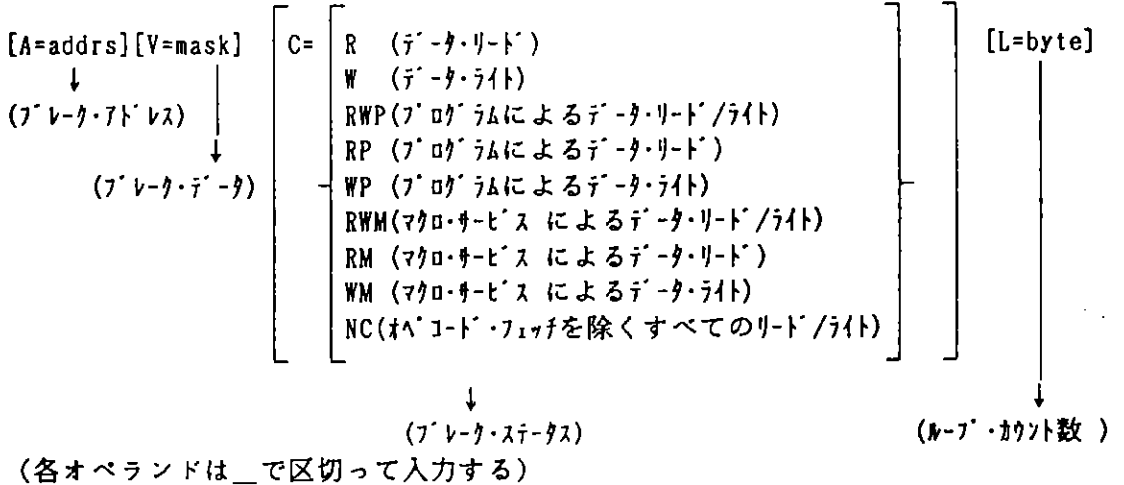 [A=addrs][V=mask] C= R (ﾃﾞｰﾀ･ﾘｰﾄﾞ) [L=byte]
W (ﾃﾞｰﾀ･ﾗｲﾄ)
(ﾌﾞﾚｰｸ･ｱﾄﾞﾚｽ) RWP(ﾌﾟﾛｸﾞﾗﾑによるﾃﾞｰﾀ･ﾘｰﾄﾞ/ﾗｲﾄ)
RP (ﾌﾟﾛｸﾞﾗﾑによるﾃﾞｰﾀ･ﾘｰﾄﾞ)
(ﾌﾞﾚｰｸ･ﾃﾞｰﾀ) WP (ﾌﾟﾛｸﾞﾗﾑによるﾃﾞｰﾀ･ﾗｲﾄ)
RWM(ﾏｸﾛ･ｻｰﾋﾞｽ によるﾃﾞｰﾀ･ﾘｰﾄﾞ/ﾗｲﾄ)
RM (ﾏｸﾛ･ｻｰﾋﾞｽ によるﾃﾞｰﾀ･ﾘｰﾄﾞ)
WM (ﾏｸﾛ･ｻｰﾋﾞｽ によるﾃﾞｰﾀ･ﾗｲﾄ)
NC(ｵﾍﾟｺｰﾄﾞ･ﾌｪｯﾁを除くすべてのﾘｰﾄﾞ/ﾗｲﾄ)
(ﾌﾞﾚｰｸ･ｽﾃｰﾀｽ) (ﾙｰﾌﾟ･ｶｳﾝﾄ数 )
(各オペランドは_で区切って入力する)